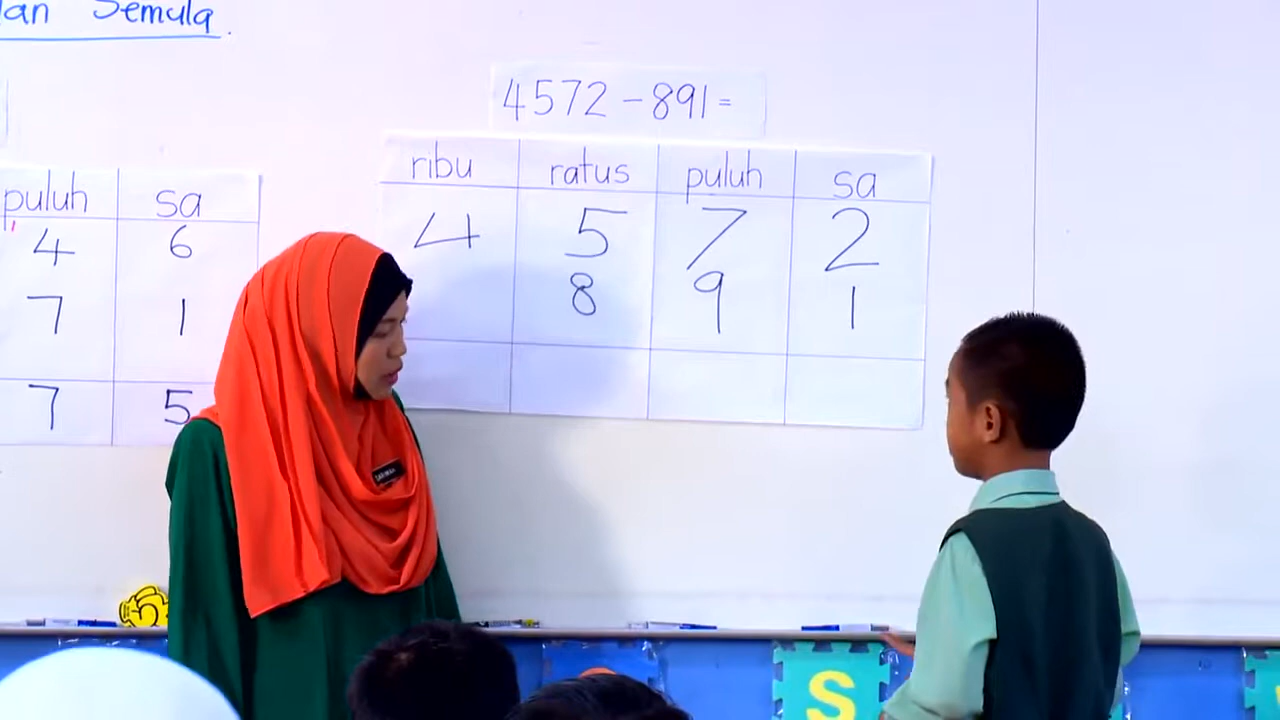 Semula
4572 - 891 =
ribu ratus puluh sa
4 5 7 2
8 9 1
puluh sa
4 6
7 1
7 5
S